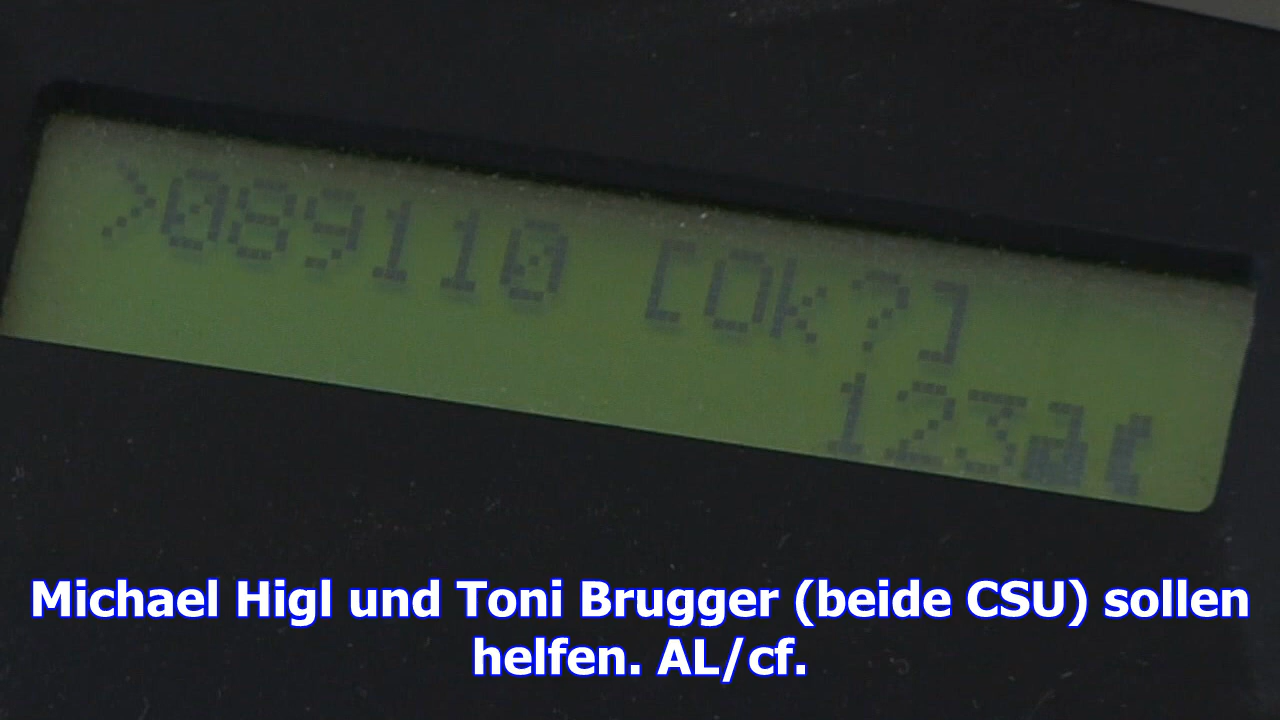 >089110 [OK?]
123
Michael Higl und Toni Brugger (beide CSU) sollen
helfen. AL/cf.